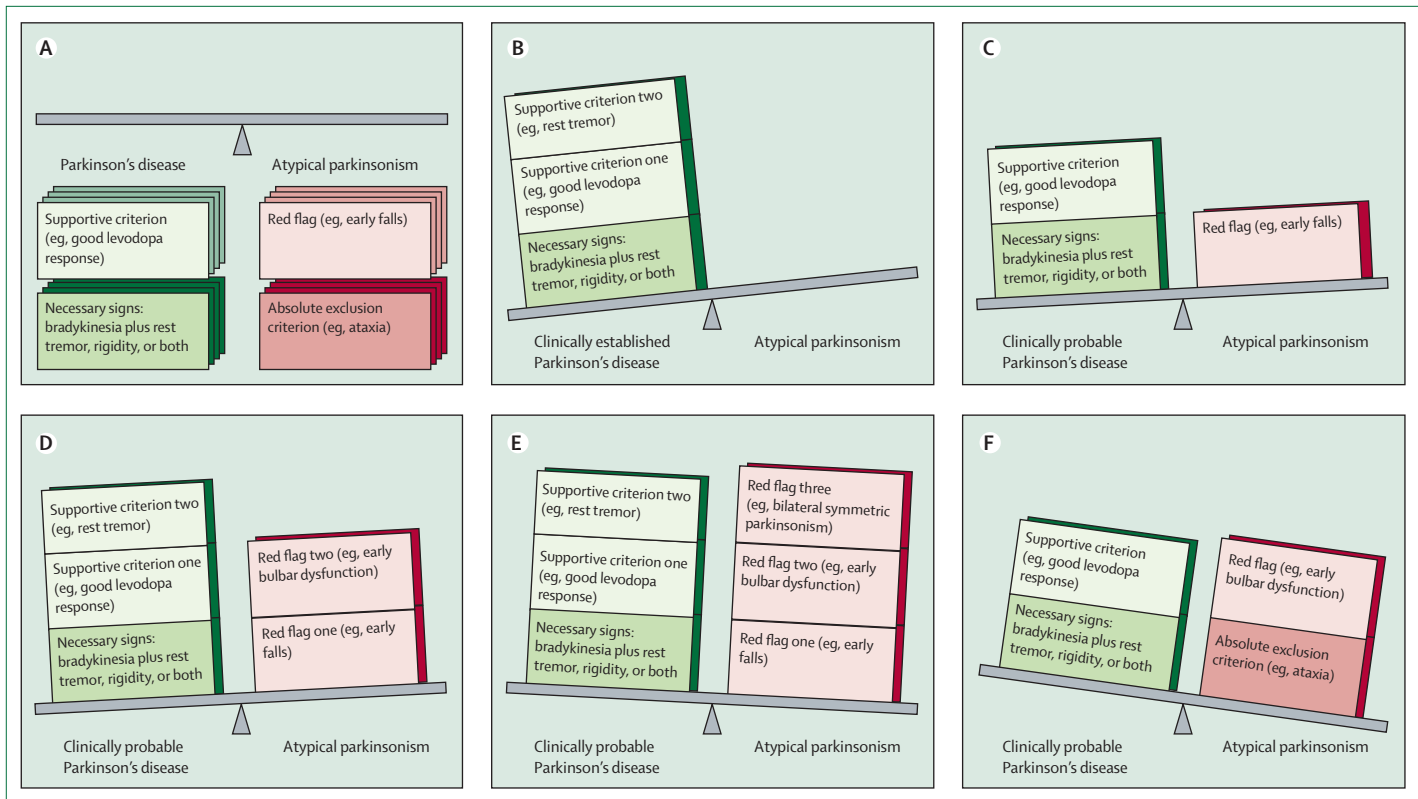 A
Parkinson's disease
Atypical parkinsonism
Supportive criterion
(eg, good levodopa
response)
Red flag (eg, early falls)
Necessary signs:
bradykinesia plus rest
tremor, rigidity, or both
Absolute exclusion
criterion (eg, ataxia)
B
Supportive criterion two
(eg, rest tremor)
Supportive criterion one
(eg, good levodopa
response)
Necessary signs:
bradykinesia plus rest
tremor, rigidity, or both
Clinically established
Parkinson's disease
Atypical parkinsonism
C
Supportive criterion
(eg, good levodopa
response)
Necessary signs:
bradykinesia plus rest
tremor, rigidity, or both
Red flag (eg, early falls)
Clinically probable
Parkinson's disease
Atypical parkinsonism
D
Supportive criterion two
(eg, rest tremor)
Supportive criterion one
(eg, good levodopa
response)
Necessary signs:
bradykinesia plus rest
tremor, rigidity, or both
Red flag two (eg, early
bulbar dysfunction)
Red flag one (eg, early
falls)
Clinically probable
Parkinson's disease
Atypical parkinsonism
E
Supportive criterion two
(eg, rest tremor)
Supportive criterion one
(eg, good levodopa
response)
Necessary signs:
bradykinesia plus rest
tremor, rigidity, or both
Red flag three
(eg, bilateral symmetric
parkinsonism)
Red flag two (eg, early
bulbar dysfunction)
Red flag one (eg, early
falls)
Clinically probable
Parkinson's disease
Atypical parkinsonism
F
Supportive criterion
(eg, good levodopa
response)
Necessary signs:
bradykinesia plus rest
tremor, rigidity, or both
Red flag (eg, early
bulbar dysfunction)
Absolute exclusion
criterion (eg, ataxia)
Clinically probable
Parkinson's disease
Atypical parkinsonism